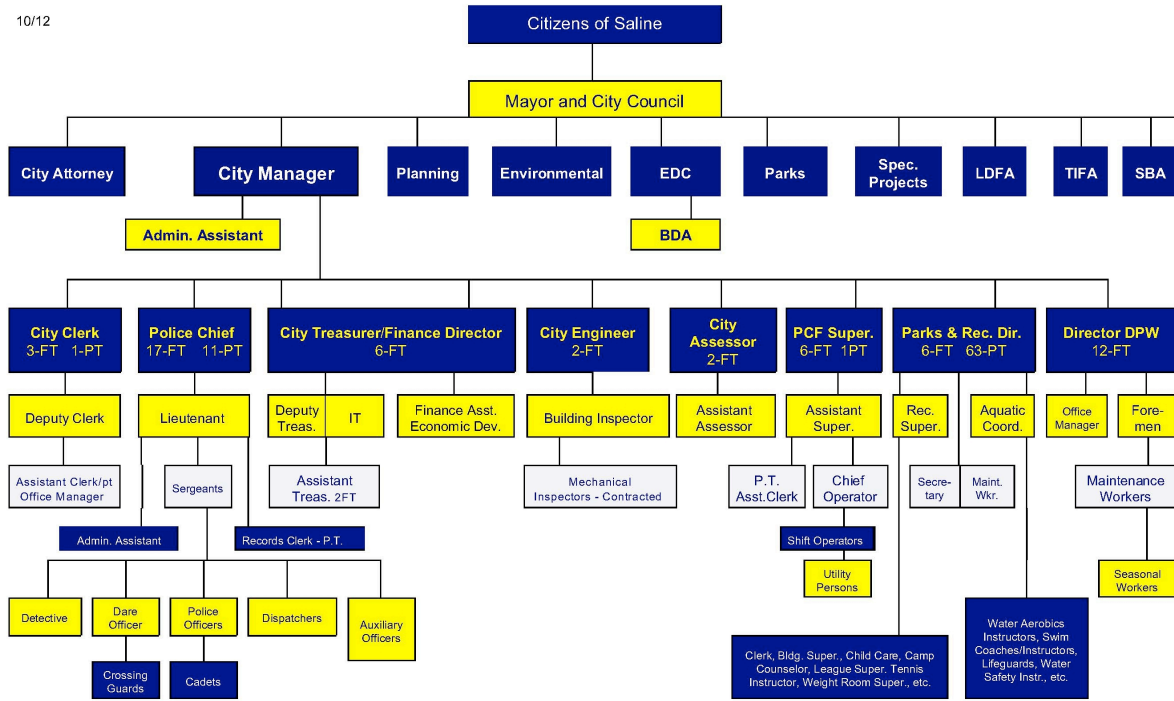 10/12
Citizens of Saline
Mayor and City Council
City Attorney
City Manager
Planning
Environmental
EDC
Parks
Spec.
Projects
LDFA
TIFA
SBA
Admin. Assistant
BDA
City Clerk
3-FT 1-PT
Police Chief
17-FT 11-PT
City Treasurer/Finance Director
6-FT
City Engineer
2-FT
City
Assessor
2-FT
PCF Super.
6-FT 1PT
Parks & Rec. Dir.
6-FT 63-PT
Director DPW
12-FT
Deputy Clerk
Lieutenant
Deputy
Treas.
IT
Finance Asst.
Economic Dev.
Building Inspector
Assistant
Assessor
Assistant
Super.
Rec.
Super.
Aquatic
Coord.
Office
Manager
Fore-
men
Assistant Clerk/pt
Office Manager
Sergeants
Assistant
Treas. 2FT
Mechanical
Inspectors - Contracted
P.T.
Asst.Clerk
Chief
Operator
Secre-
tary
Maint.
Wkr.
Maintenance
Workers
Admin. Assistant
Records Clerk - P.T.
Shift Operators
Utility
Persons
Seasonal
Workers
Detective
Dare
Officer
Police
Officers
Dispatchers
Auxiliary
Officers
Crossing
Guards
Cadets
Clerk, Bldg. Super., Child Care, Camp
Counselor, League Super. Tennis
Instructor, Weight Room Super., etc.
Water Aerobics
Instructors, Swim
Coaches/Instructors,
Lifeguards, Water
Safety Instr., etc.